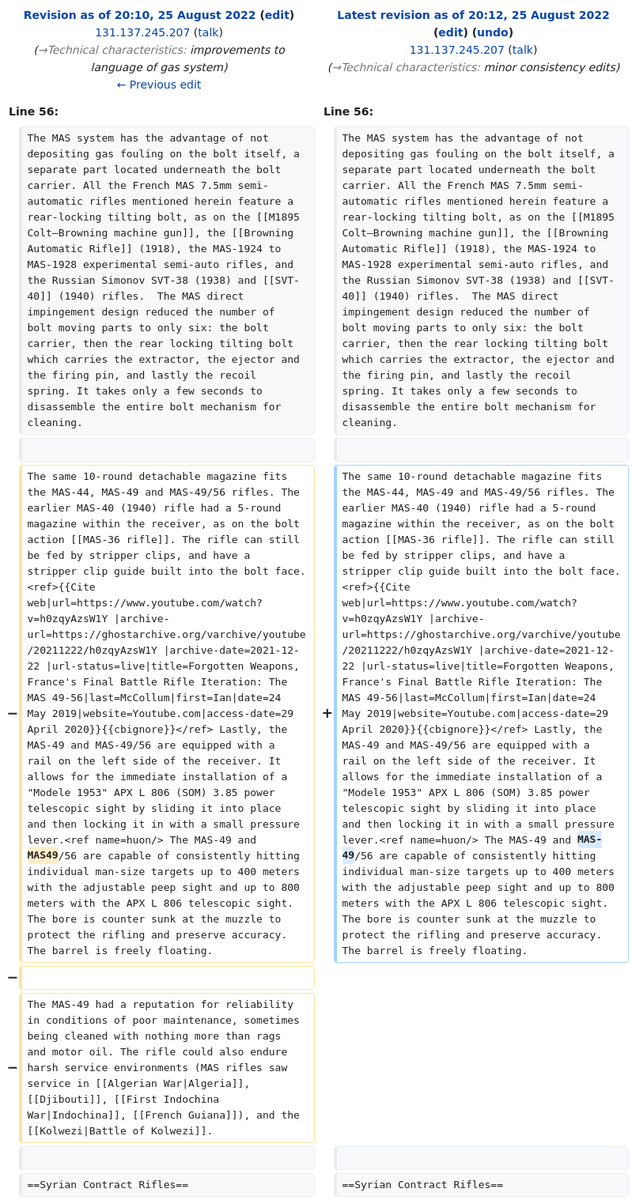 Revision as of 20:10, 25 August 2022 (edit)
131.137.245.207 (talk)
(→Technical characteristics: improvements to
language of gas system)
← Previous edit
Latest revision as of 20:12, 25 August 2022
(edit) (undo)
131.137.245.207 (talk)
(→Technical characteristics: minor consistency edits)
Line 56:
Line 56:
The MAS system has the advantage of not
depositing gas fouling on the bolt itself, a
separate part located underneath the bolt
carrier. All the French MAS 7.5mm semi-
automatic rifles mentioned herein feature a
rear-locking tilting bolt, as on the [[M1895
Colt–Browning machine gun]], the [[Browning
Automatic Rifle]] (1918), the MAS-1924 to
MAS-1928 experimental semi-auto rifles, and
the Russian Simonov SVT-38 (1938) and [[SVT-
40]] (1940) rifles.  The MAS direct
impingement design reduced the number of
bolt moving parts to only six: the bolt
carrier, then the rear locking tilting bolt
which carries the extractor, the ejector and
the firing pin, and lastly the recoil
spring. It takes only a few seconds to
disassemble the entire bolt mechanism for
cleaning.
The MAS system has the advantage of not
depositing gas fouling on the bolt itself, a
separate part located underneath the bolt
carrier. All the French MAS 7.5mm semi-
automatic rifles mentioned herein feature a
rear-locking tilting bolt, as on the [[M1895
Colt–Browning machine gun]], the [[Browning
Automatic Rifle]] (1918), the MAS-1924 to
MAS-1928 experimental semi-auto rifles, and
the Russian Simonov SVT-38 (1938) and [[SVT-
40]] (1940) rifles.  The MAS direct
impingement design reduced the number of
bolt moving parts to only six: the bolt
carrier, then the rear locking tilting bolt
which carries the extractor, the ejector and
the firing pin, and lastly the recoil
spring. It takes only a few seconds to
disassemble the entire bolt mechanism for
cleaning.
−
The same 10-round detachable magazine fits
the MAS-44, MAS-49 and MAS-49/56 rifles. The
earlier MAS-40 (1940) rifle had a 5-round
magazine within the receiver, as on the bolt
action [[MAS-36 rifle]]. The rifle can still
be fed by stripper clips, and have a
stripper clip guide built into the bolt face.
<ref>{{Cite
web|url=https://www.youtube.com/watch?
v=h0zqyAzsW1Y |archive-
url=https://ghostarchive.org/varchive/youtube
/20211222/h0zqyAzsW1Y |archive-date=2021-12-
22 |url-status=live|title=Forgotten Weapons,
France's Final Battle Rifle Iteration: The
MAS 49-56|last=McCollum|first=Ian|date=24
May 2019|website=Youtube.com|access-date=29
April 2020}}{{cbignore}}</ref> Lastly, the
MAS-49 and MAS-49/56 are equipped with a
rail on the left side of the receiver. It
allows for the immediate installation of a
"Modele 1953" APX L 806 (SOM) 3.85 power
telescopic sight by sliding it into place
and then locking it in with a small pressure
lever.<ref name=huon/> The MAS-49 and
MAS49/56 are capable of consistently hitting
individual man-size targets up to 400 meters
with the adjustable peep sight and up to 800
meters with the APX L 806 telescopic sight.
The bore is counter sunk at the muzzle to
protect the rifling and preserve accuracy.
The barrel is freely floating.
+
The same 10-round detachable magazine fits
the MAS-44, MAS-49 and MAS-49/56 rifles. The
earlier MAS-40 (1940) rifle had a 5-round
magazine within the receiver, as on the bolt
action [[MAS-36 rifle]]. The rifle can still
be fed by stripper clips, and have a
stripper clip guide built into the bolt face.
<ref>{{Cite
web|url=https://www.youtube.com/watch?
v=h0zqyAzsW1Y |archive-
url=https://ghostarchive.org/varchive/youtube
/20211222/h0zqyAzsW1Y |archive-date=2021-12-
22 |url-status=live|title=Forgotten Weapons,
France's Final Battle Rifle Iteration: The
MAS 49-56|last=McCollum|first=Ian|date=24
May 2019|website=Youtube.com|access-date=29
April 2020}}{{cbignore}}</ref> Lastly, the
MAS-49 and MAS-49/56 are equipped with a
rail on the left side of the receiver. It
allows for the immediate installation of a
"Modele 1953" APX L 806 (SOM) 3.85 power
telescopic sight by sliding it into place
and then locking it in with a small pressure
lever.<ref name=huon/> The MAS-49 and MAS-
49/56 are capable of consistently hitting
individual man-size targets up to 400 meters
with the adjustable peep sight and up to 800
meters with the APX L 806 telescopic sight.
The bore is counter sunk at the muzzle to
protect the rifling and preserve accuracy.
The barrel is freely floating.
−
−
The MAS-49 had a reputation for reliability
in conditions of poor maintenance, sometimes
being cleaned with nothing more than rags
and motor oil. The rifle could also endure
harsh service environments (MAS rifles saw
service in [[Algerian War|Algeria]],
[[Djibouti]], [[First Indochina
War|Indochina]], [[French Guiana]]), and the
[[Kolwezi|Battle of Kolwezi]].
==Syrian Contract Rifles==
==Syrian Contract Rifles==